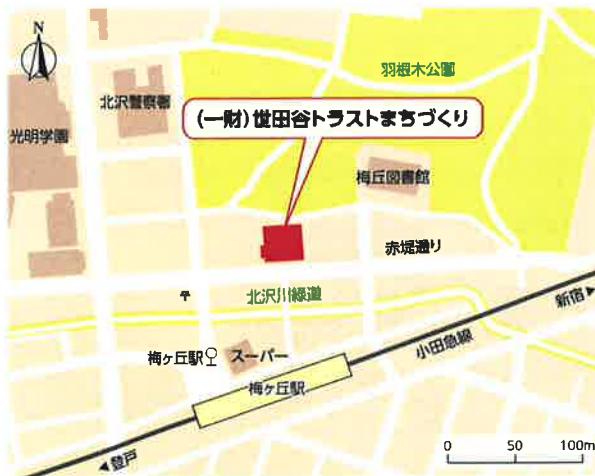 N
羽根木公園
北沢警察署
(一財)世田谷トラストまちづくり
光明学園
梅丘図書館
赤堤通り
北沢川緑道
〒
新宿▶
小田急線
梅ヶ丘駅
スーパー
梅ヶ丘駅
◀登戸
0 50 100m